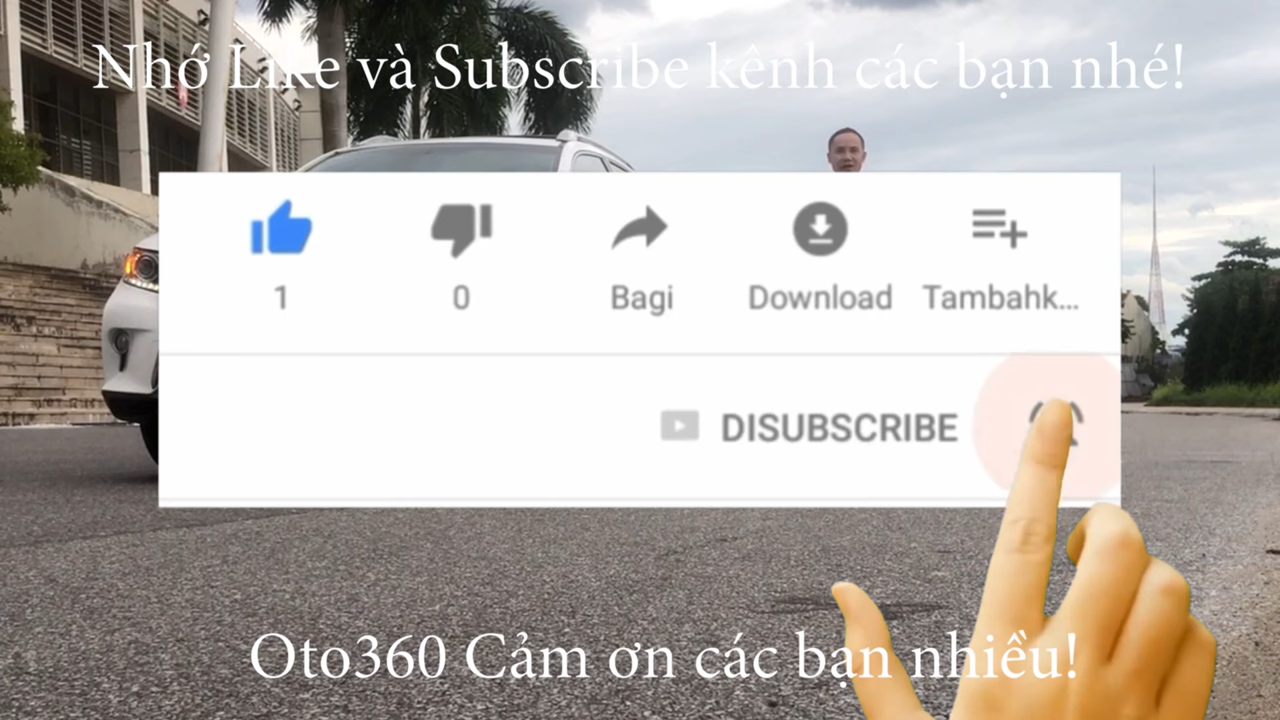 Nhớ Like và Subscribe kênh các bạn nhé!
1 0 Bagi Download Tambahk...
DISUBSCRIBE
Oto360 Cảm ơn các bạn nhiều!